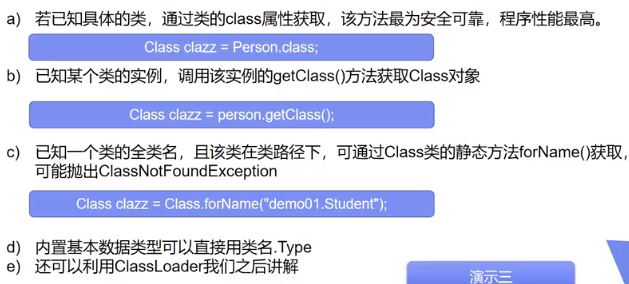 a) 若已知具体的类，通过类的class属性获取，该方法最为安全可靠，程序性能最高。
Class clazz = Person.class;
b) 已知某个类的实例，调用该实例的getClass()方法获取Class对象
Class clazz = person.getClass();
c) 已知一个类的全类名，且该类在类路径下，可通过Class类的静态方法forName()获取，
可能抛出ClassNotFoundException
Class clazz = Class.forName("demo01.Student");
d) 内置基本数据类型可以直接用类名.Type
e) 还可以利用ClassLoader我们之后讲解
演示三